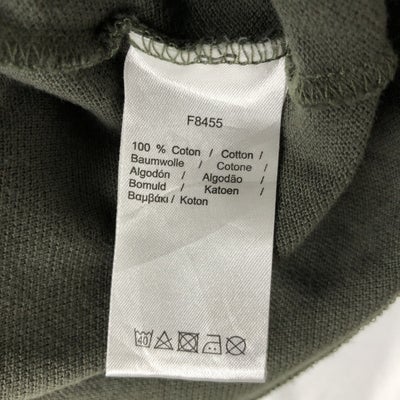 F8455
100 % Coton / Cotton /
Baumwolle / Cotone /
Algodón / Algodão /
Bomuld / Katoen /
Βαμβάκι / Koton
40